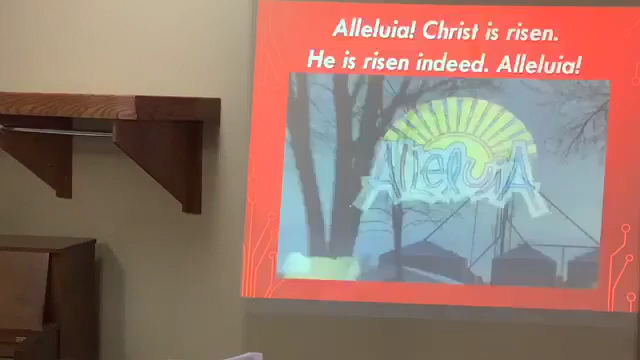 Alleluia! Christ is risen.
He is risen indeed. Alleluia!
AlleluiA